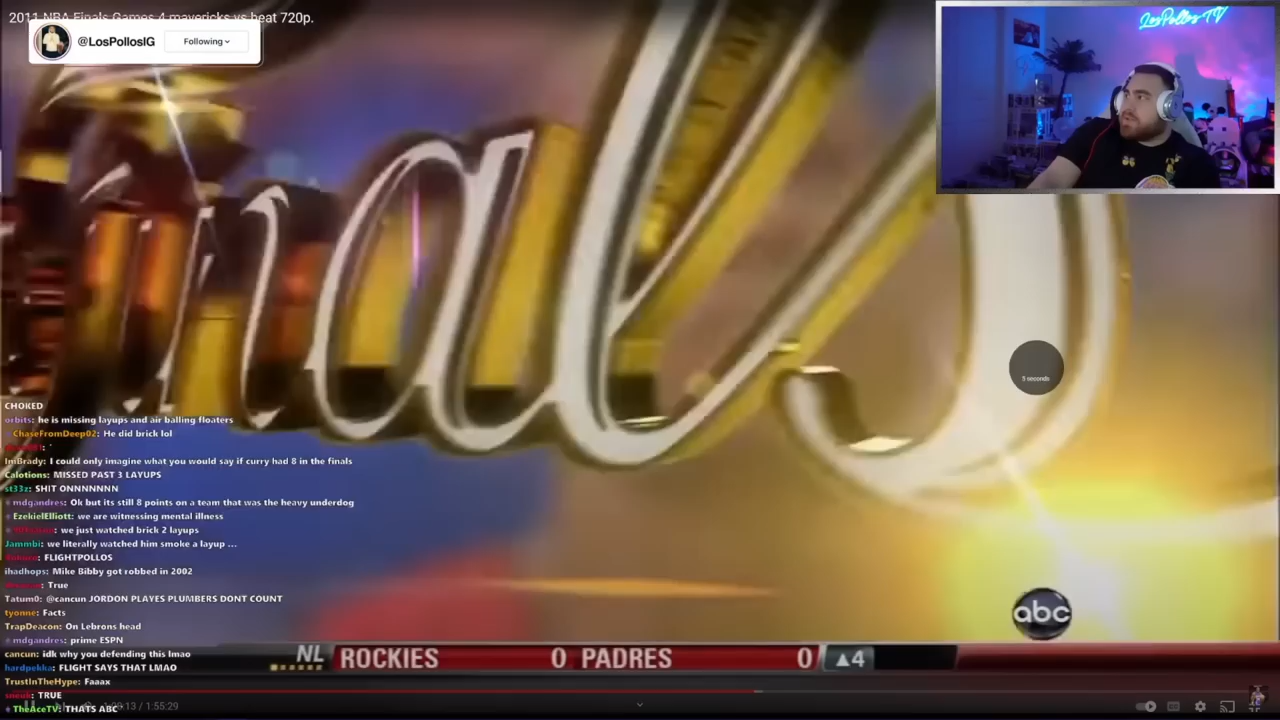 2011 NBA Finals Games 4 mavericks vs heat 720p.
@LosPollosIG
Following
LosPollos TV
inals
5 seconds
CHOKED
orbits: he is missing layups and air balling floaters
ChaseFromDeep02: He did brick lol
ImBrady: I could only imagine what you would say if curry had 8 in the finals
Calotions: MISSED PAST 3 LAYUPS
st33z: SHIT ONNNNNNN
mdgandres: Ok but its still 8 points on a team that was the heavy underdog
EzekielElliott: we are witnessing mental illness
: we just watched brick 2 layups
Jammbi: we literally watched him smoke a layup ...
: FLIGHTPOLLOS
ihadhops: Mike Bibby got robbed in 2002
: True
Tatum0: @cancun JORDON PLAYES PLUMBERS DONT COUNT
tyonne: Facts
TrapDeacon: On Lebrons head
mdgandres: prime ESPN
cancun: idk why you defending this lmao
hardpekka: FLIGHT SAYS THAT LMAO
TrustInTheHype: Faaax
: TRUE
TheAceTV: THATS ABC
abc
NL ROCKIES 0 PADRES 0 ▲4
/ 1:55:29